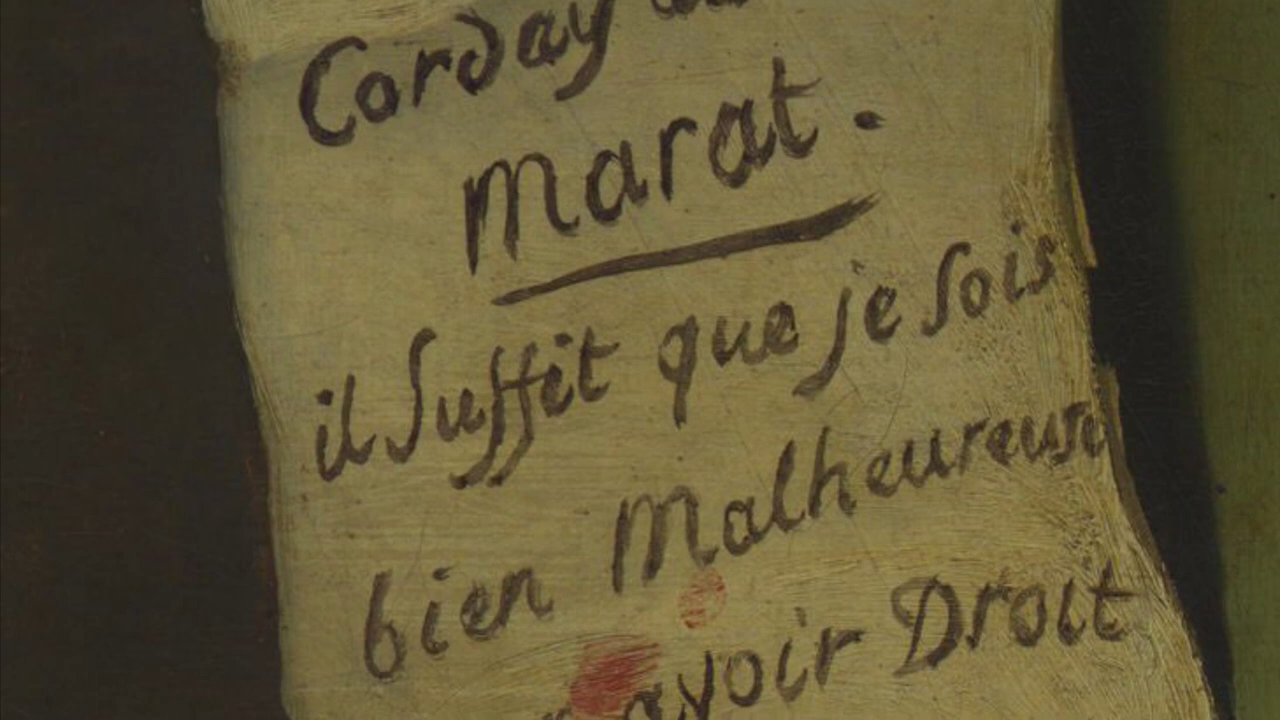 Corday
Marat.
il Suffit que je Sois
bien Malheureuse
avoir Droit